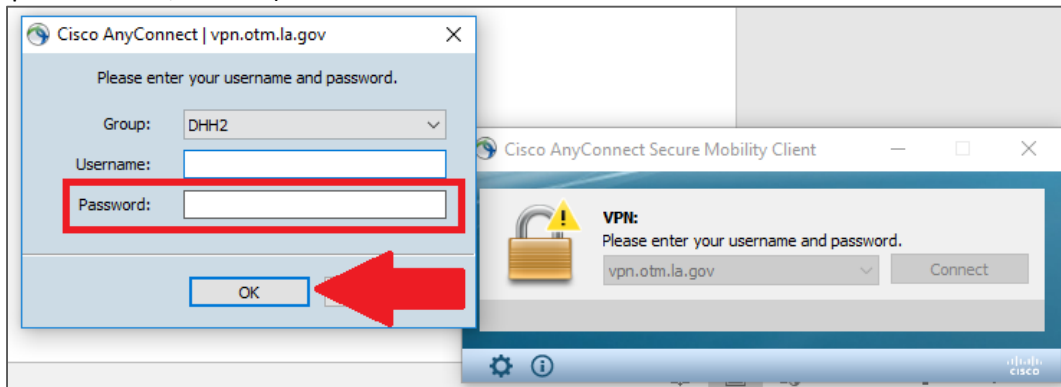 Cisco AnyConnect | vpn.otm.la.gov
Please enter your username and password.
Group: DHH2
Username:
Password:
OK
Cisco AnyConnect Secure Mobility Client
VPN:
Please enter your username and password.
vpn.otm.la.gov Connect
cisco